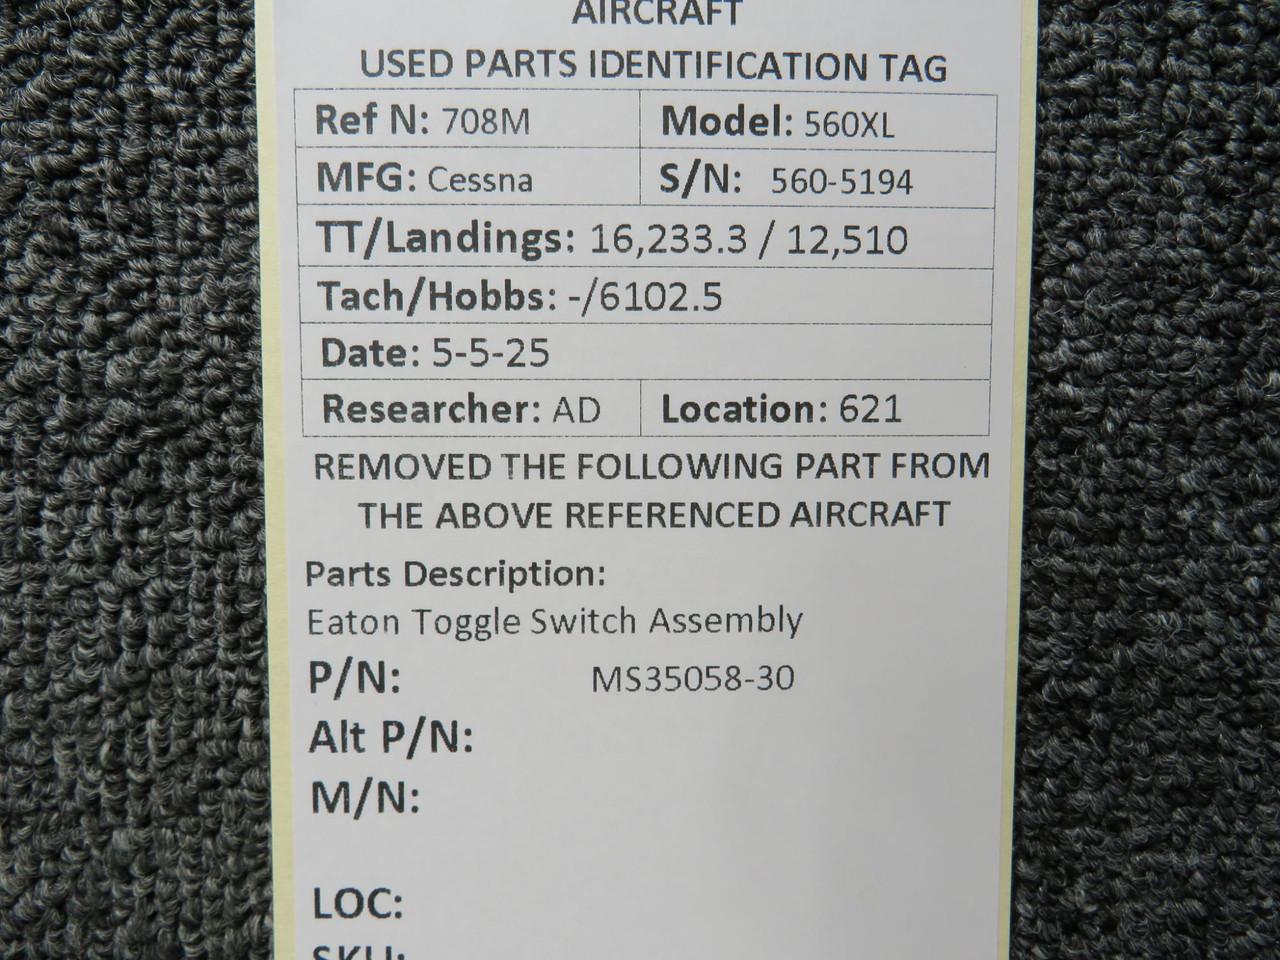 AIRCRAFT
USED PARTS IDENTIFICATION TAG
Ref N: 708M Model: 560XL
MFG: Cessna S/N: 560-5194
TT/Landings: 16,233.3 / 12,510
Tach/Hobbs: -/6102.5
Date: 5-5-25
Researcher: AD Location: 621
REMOVED THE FOLLOWING PART FROM
THE ABOVE REFERENCED AIRCRAFT
Parts Description:
Eaton Toggle Switch Assembly
P/N: MS35058-30
Alt P/N:
M/N:
LOC:
SKU: